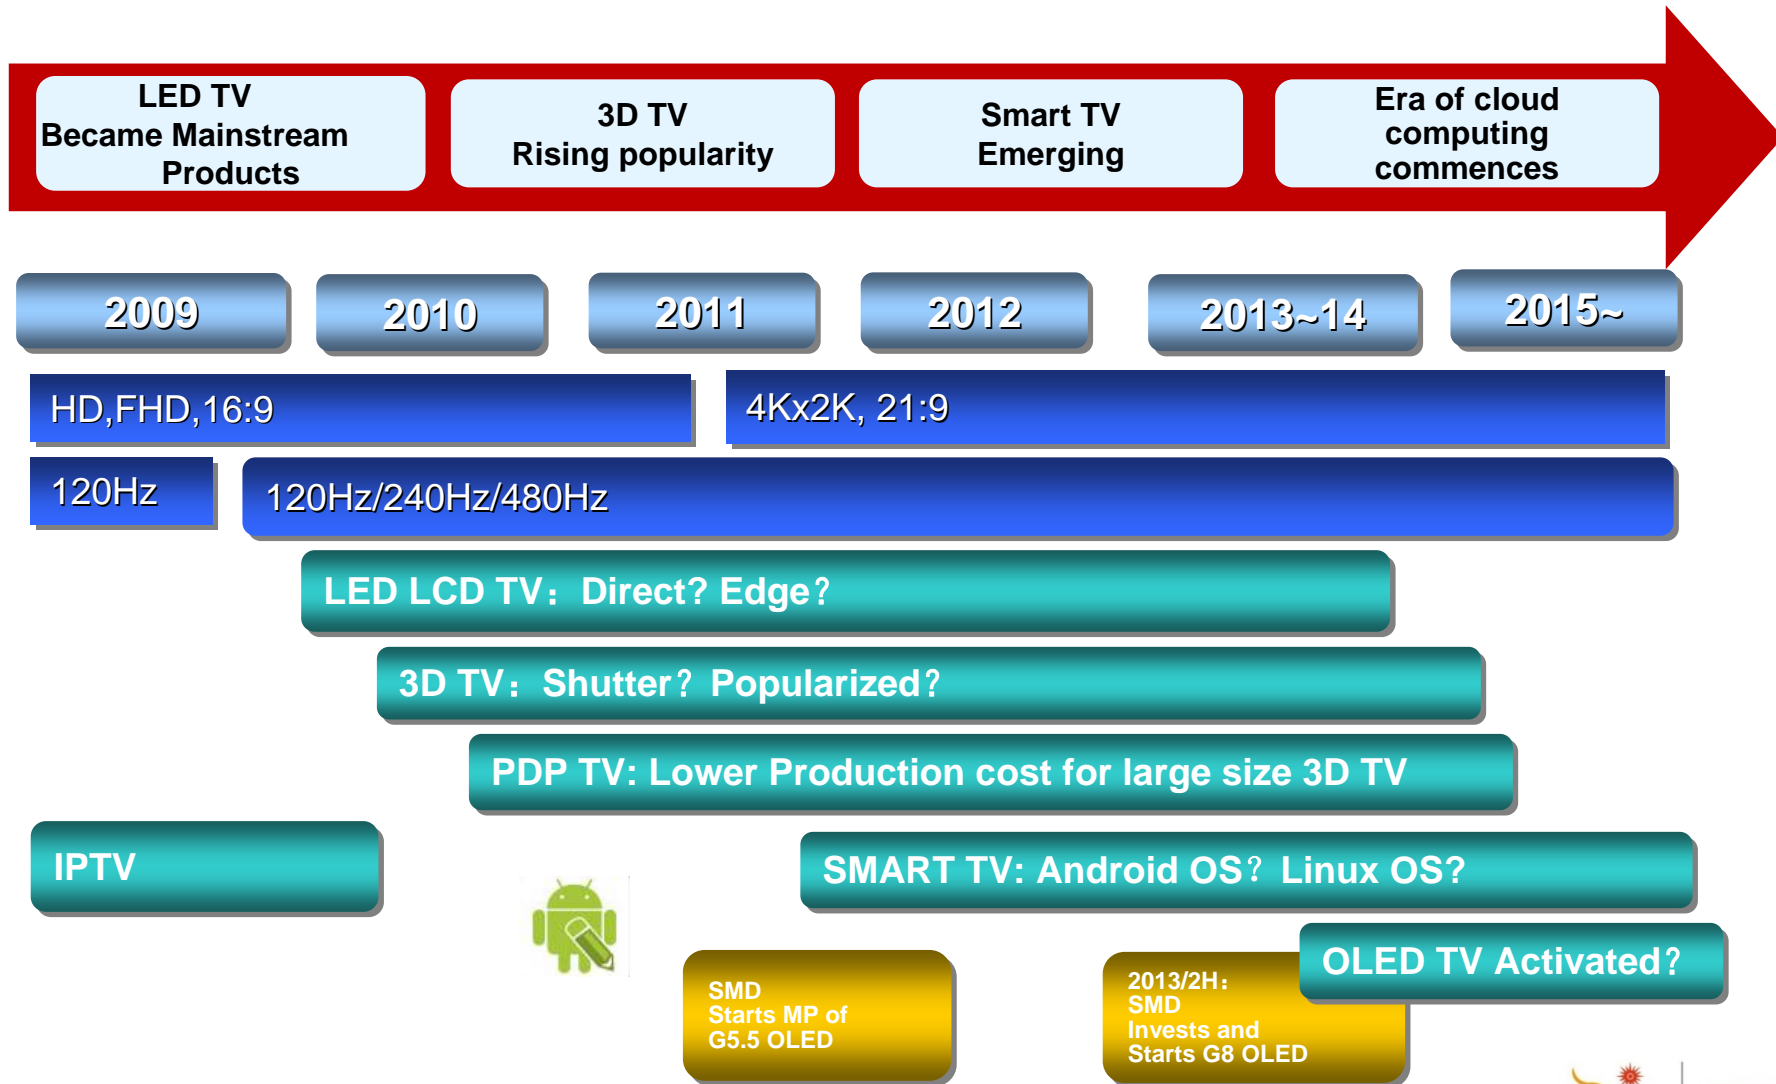 LED TV
Became Mainstream
Products
3D TV
Rising popularity
Smart TV
Emerging
Era of cloud
computing
commences
2009
2010
2011
2012
2013~14
2015~
HD,FHD,16:9
4Kx2K, 21:9
120Hz
120Hz/240Hz/480Hz
LED LCD TV：Direct? Edge？
3D TV：Shutter？Popularized？
PDP TV: Lower Production cost for large size 3D TV
IPTV
SMART TV: Android OS？Linux OS?
OLED TV Activated？
SMD
Starts MP of
G5.5 OLED
2013/2H：
SMD
Invests and
Starts G8 OLED